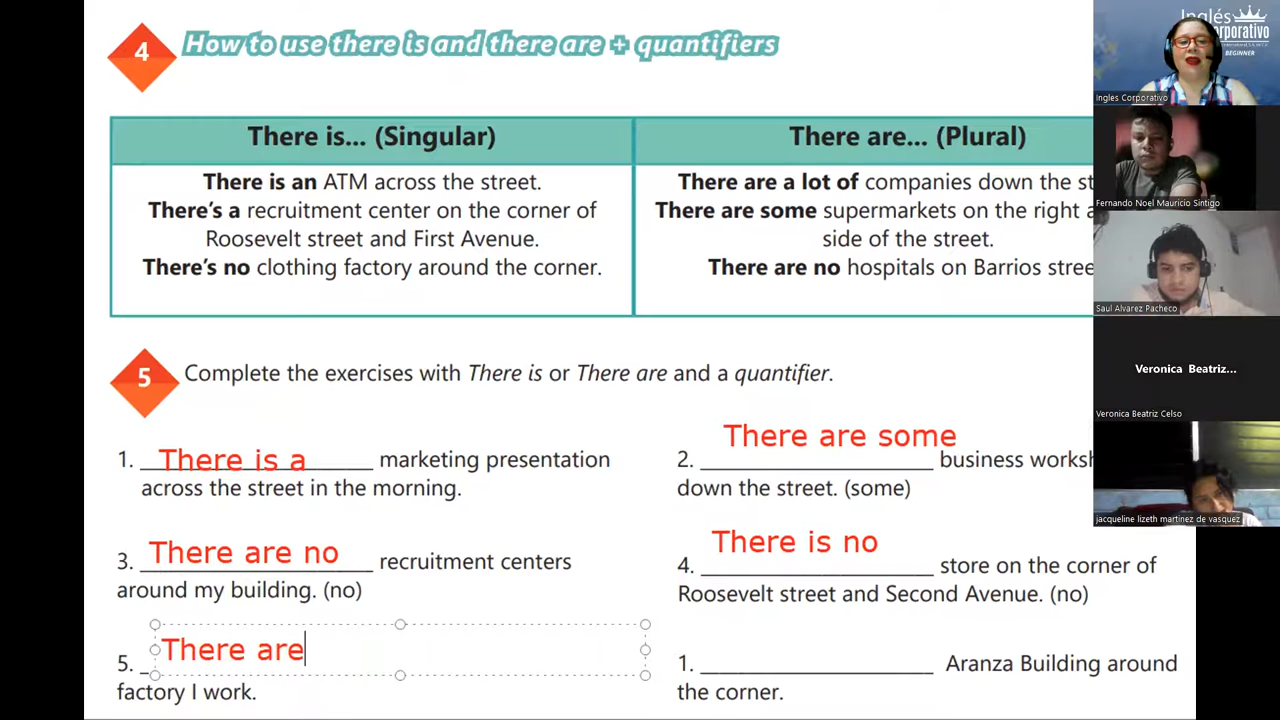 4
How to use there is and there are + quantifiers
There is... (Singular)
There are... (Plural)
There is an ATM across the street.
There's a recruitment center on the corner of
Roosevelt street and First Avenue.
There's no clothing factory around the corner.
There are a lot of companies down the st
There are some supermarkets on the right a
side of the street.
There are no hospitals on Barrios stree
5
Complete the exercises with There is or There are and a quantifier.
1. There is a marketing presentation
across the street in the morning.
2. There are some business worksh
down the street. (some)
3. There are no recruitment centers
around my building. (no)
4. There is no store on the corner of
Roosevelt street and Second Avenue. (no)
5. There are
factory I work.
1. ____________________ Aranza Building around
the corner.
Inglés
Corporativo
BEGINNER
Inglés Corporativo
Fernando Noel Mauricio Sintigo
Saul Alvarez Pacheco
Veronica Beatriz...
Veronica Beatriz Celso
jacqueline lizeth martinez de vasquez